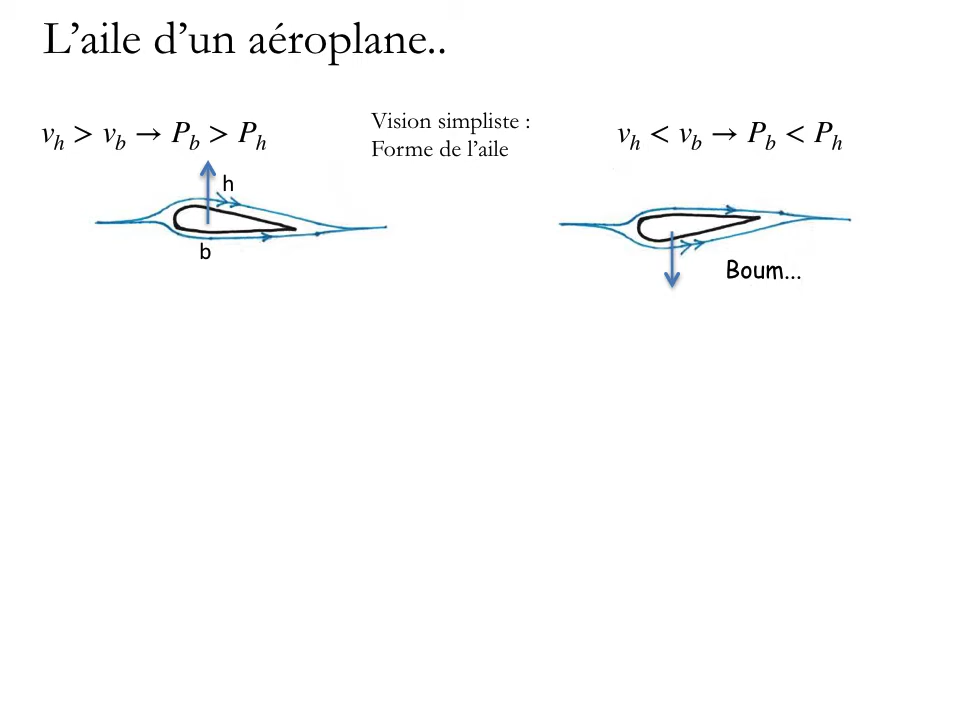 L’aile d’un aéroplane..
v_h > v_b → P_b > P_h
Vision simpliste :
Forme de l’aile
v_h < v_b → P_b < P_h
h
b
Boum...